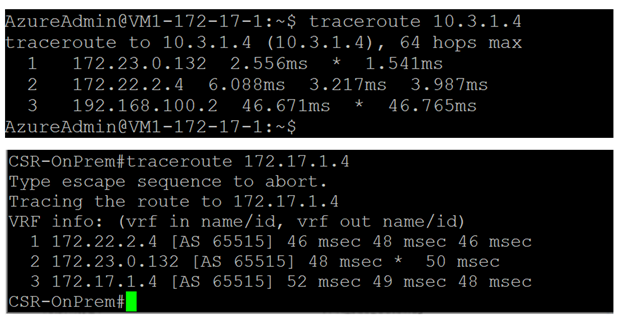 AzureAdmin@VM1-172-17-1:~$ traceroute 10.3.1.4
traceroute to 10.3.1.4 (10.3.1.4), 64 hops max
1 172.23.0.132 2.556ms * 1.541ms
2 172.22.2.4 6.088ms 3.217ms 3.987ms
3 192.168.100.2 46.671ms * 46.765ms
AzureAdmin@VM1-172-17-1:~$
CSR-OnPrem#traceroute 172.17.1.4
Type escape sequence to abort.
Tracing the route to 172.17.1.4
VRF info: (vrf in name/id, vrf out name/id)
1 172.22.2.4 [AS 65515] 46 msec 48 msec 46 msec
2 172.23.0.132 [AS 65515] 48 msec * 50 msec
3 172.17.1.4 [AS 65515] 52 msec 49 msec 48 msec
CSR-OnPrem#